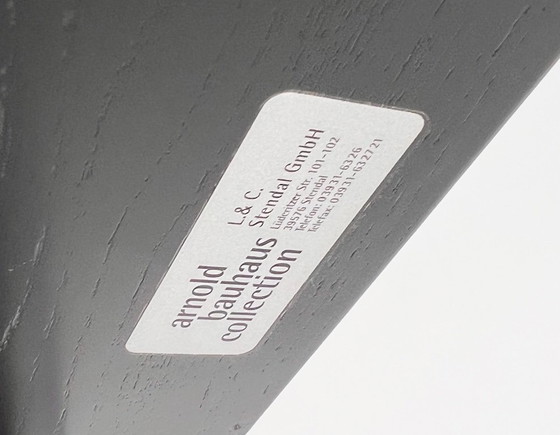 arnold
bauhaus
collection
L.& C.
Stendal GmbH
Lüderitzer Str. 101-102
39576 Stendal
Telefon: 03931-6326
Telefax: 03931-632721